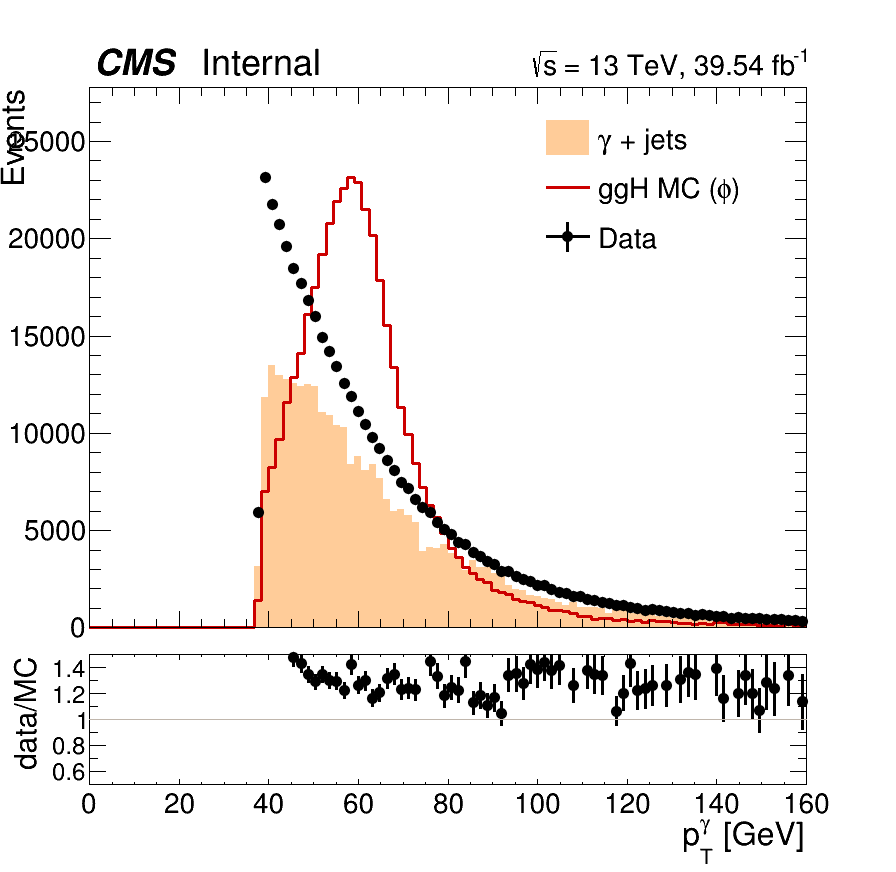 CMS Internal
√s = 13 TeV, 39.54 fb⁻¹
Events
25000
20000
15000
10000
5000
0
γ + jets
ggH MC (ϕ)
Data
data/MC
1.4
1.2
1
0.8
0.6
0 20 40 60 80 100 120 140 160
p_T^γ [GeV]